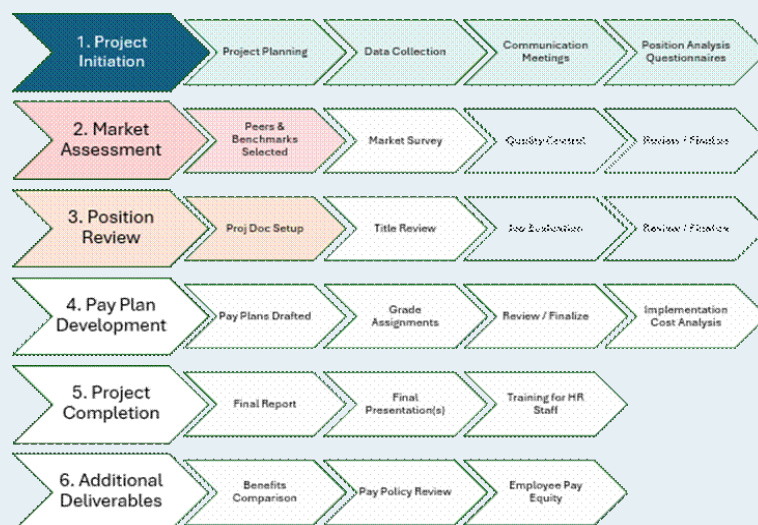 1. Project
Initiation
Project Planning
Data Collection
Communication
Meetings
Position Analysis
Questionnaires
2. Market
Assessment
Peers &
Benchmarks
Selected
Market Survey
Quality Control
Review / Finalize
3. Position
Review
Proj Doc Setup
Title Review
Job Evaluation
Review / Finalize
4. Pay Plan
Development
Pay Plans Drafted
Grade
Assignments
Review / Finalize
Implementation
Cost Analysis
5. Project
Completion
Final Report
Final
Presentation(s)
Training for HR
Staff
6. Additional
Deliverables
Benefits
Comparison
Pay Policy Review
Employee Pay
Equity